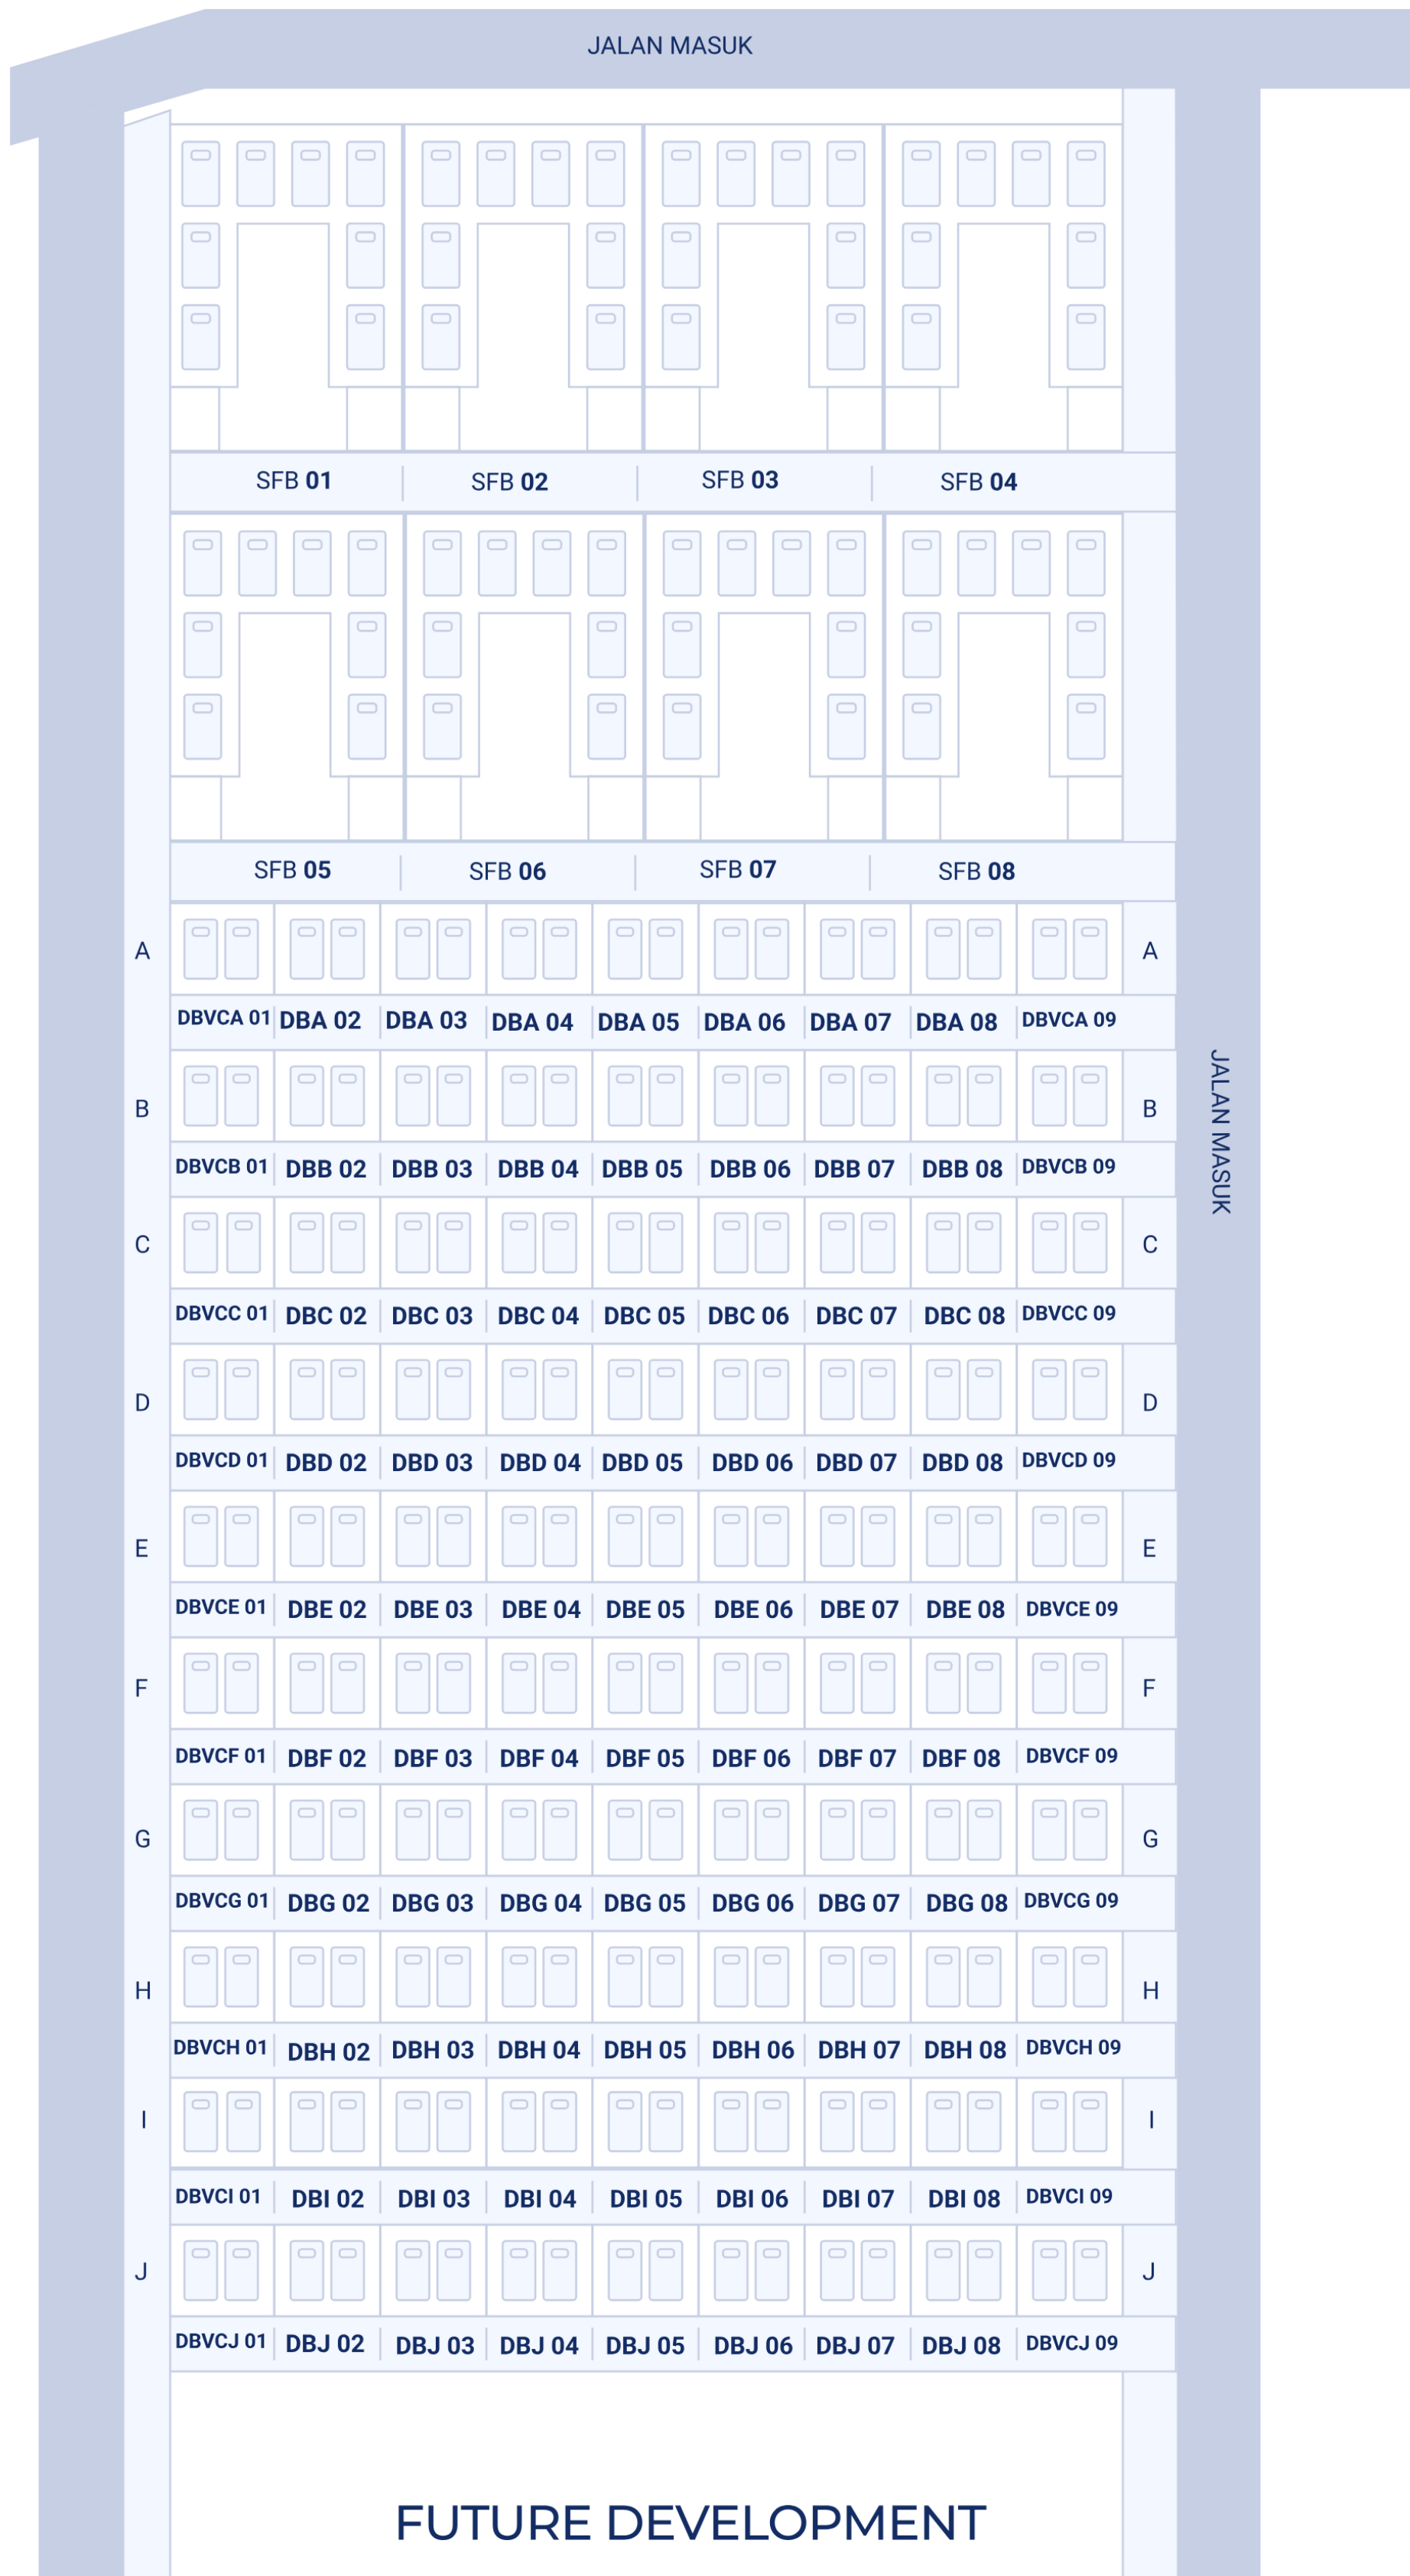 JALAN MASUK
SFB 01 SFB 02 SFB 03 SFB 04
SFB 05 SFB 06 SFB 07 SFB 08
A A
DBVCA 01 DBA 02 DBA 03 DBA 04 DBA 05 DBA 06 DBA 07 DBA 08 DBVCA 09
JALAN MASUK
B B
DBVCB 01 DBB 02 DBB 03 DBB 04 DBB 05 DBB 06 DBB 07 DBB 08 DBVCB 09
C C
DBVCC 01 DBC 02 DBC 03 DBC 04 DBC 05 DBC 06 DBC 07 DBC 08 DBVCC 09
D D
DBVCD 01 DBD 02 DBD 03 DBD 04 DBD 05 DBD 06 DBD 07 DBD 08 DBVCD 09
E E
DBVCE 01 DBE 02 DBE 03 DBE 04 DBE 05 DBE 06 DBE 07 DBE 08 DBVCE 09
F F
DBVCF 01 DBF 02 DBF 03 DBF 04 DBF 05 DBF 06 DBF 07 DBF 08 DBVCF 09
G G
DBVCG 01 DBG 02 DBG 03 DBG 04 DBG 05 DBG 06 DBG 07 DBG 08 DBVCG 09
H H
DBVCH 01 DBH 02 DBH 03 DBH 04 DBH 05 DBH 06 DBH 07 DBH 08 DBVCH 09
I I
DBVCI 01 DBI 02 DBI 03 DBI 04 DBI 05 DBI 06 DBI 07 DBI 08 DBVCI 09
J J
DBVCJ 01 DBJ 02 DBJ 03 DBJ 04 DBJ 05 DBJ 06 DBJ 07 DBJ 08 DBVCJ 09
FUTURE DEVELOPMENT